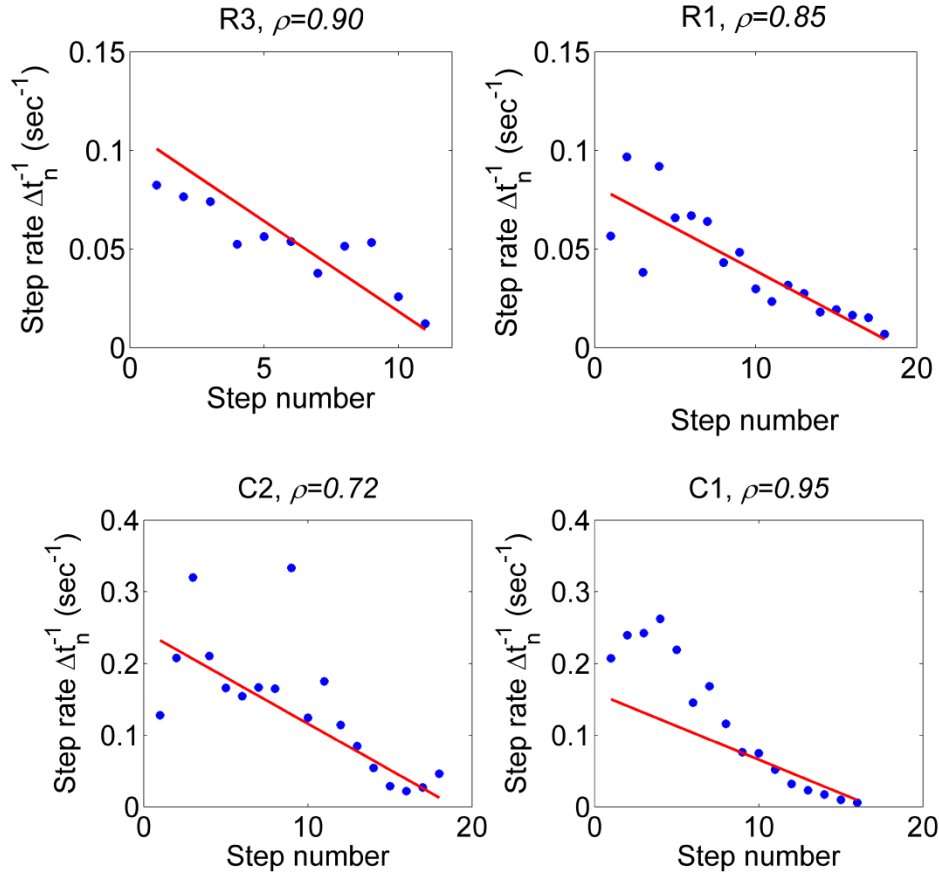 R3, ρ=0.90
Step rate Δt_n^-1 (sec^-1)
0.15
0.1
0.05
0
0
5
10
Step number
R1, ρ=0.85
Step rate Δt_n^-1 (sec^-1)
0.15
0.1
0.05
0
0
10
20
Step number
C2, ρ=0.72
Step rate Δt_n^-1 (sec^-1)
0.4
0.3
0.2
0.1
0
0
10
20
Step number
C1, ρ=0.95
Step rate Δt_n^-1 (sec^-1)
0.4
0.3
0.2
0.1
0
0
10
20
Step number